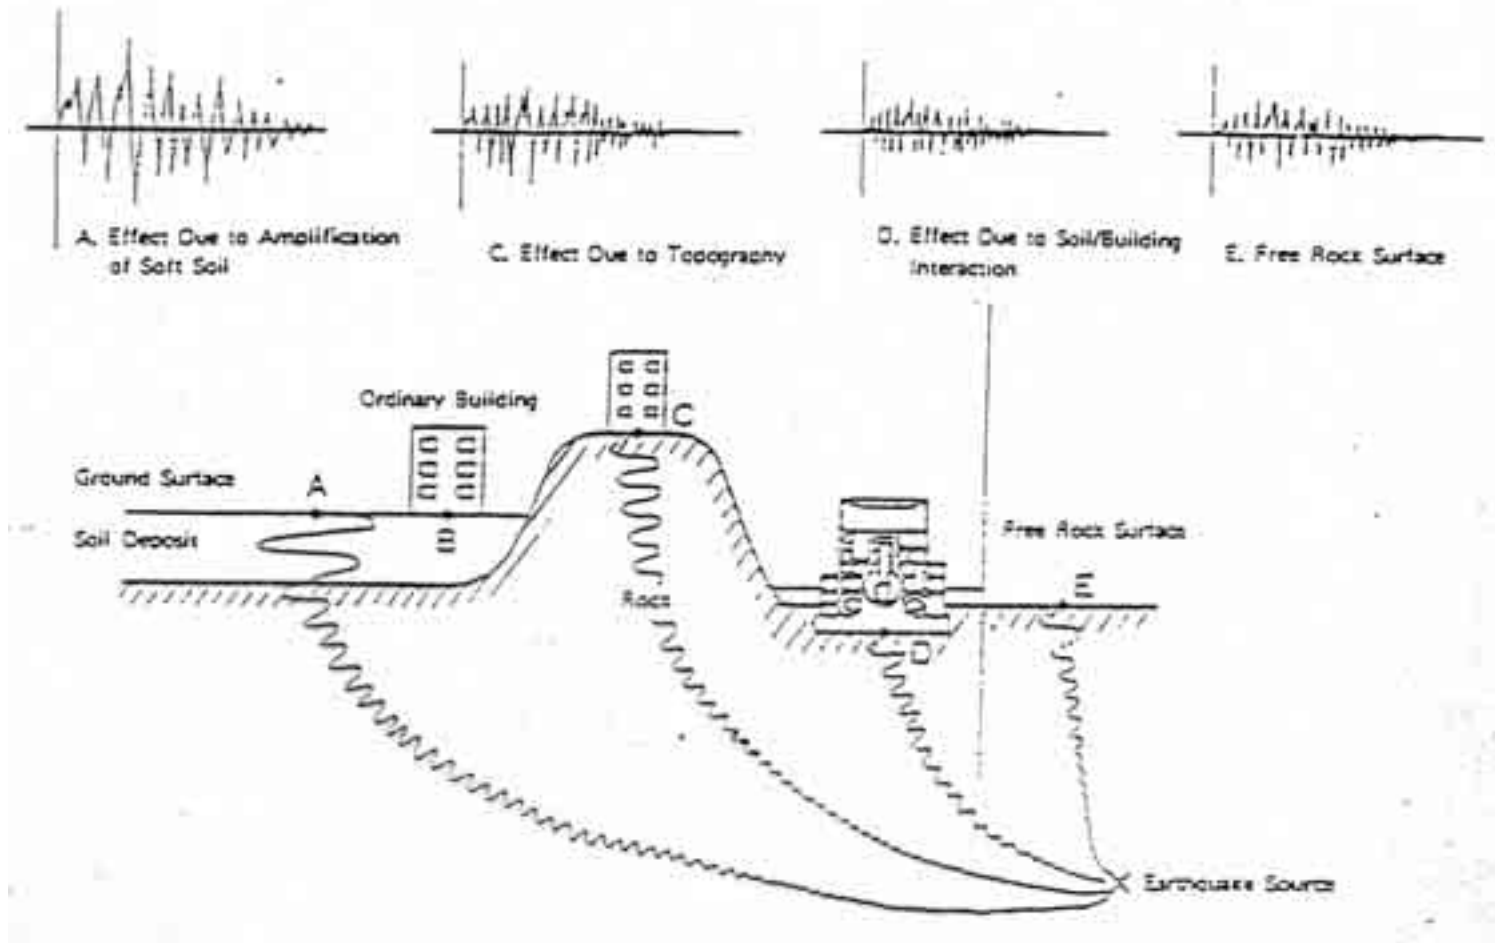 A. Effect Due to Amplification
of Soft Soil
C. Effect Due to Topography
D. Effect Due to Soil/Building
Interaction
E. Free Rock Surface
Ordinary Building
C
Ground Surface
A
Soil Deposit
B
Free Rock Surface
E
Rock
D
Earthquake Source